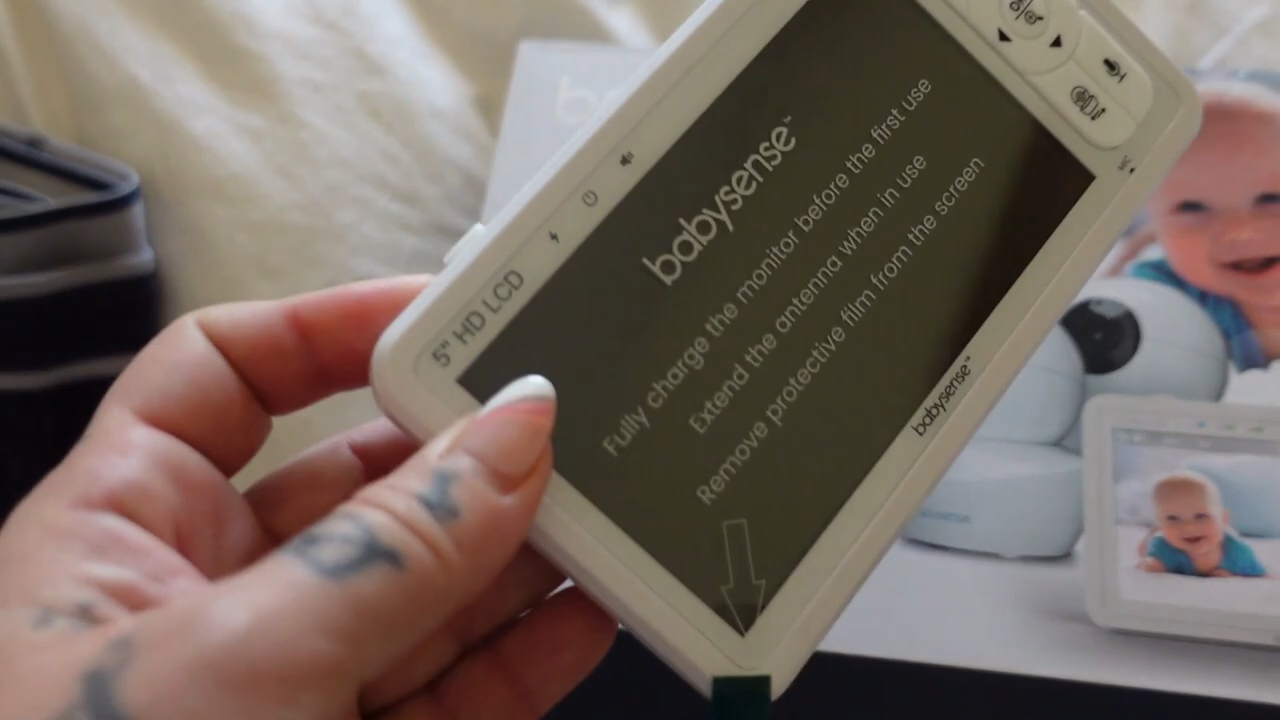 babysense™
Fully charge the monitor before the first use
Extend the antenna when in use
Remove protective film from the screen
5" HD LCD
babysense™